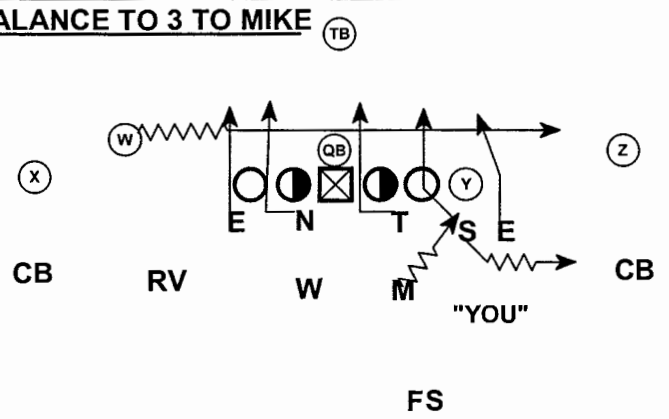 ALANCE TO 3 TO MIKE
TB
W
QB
Z
X
Y
E N T S E
CB RV W M CB
"YOU"
FS